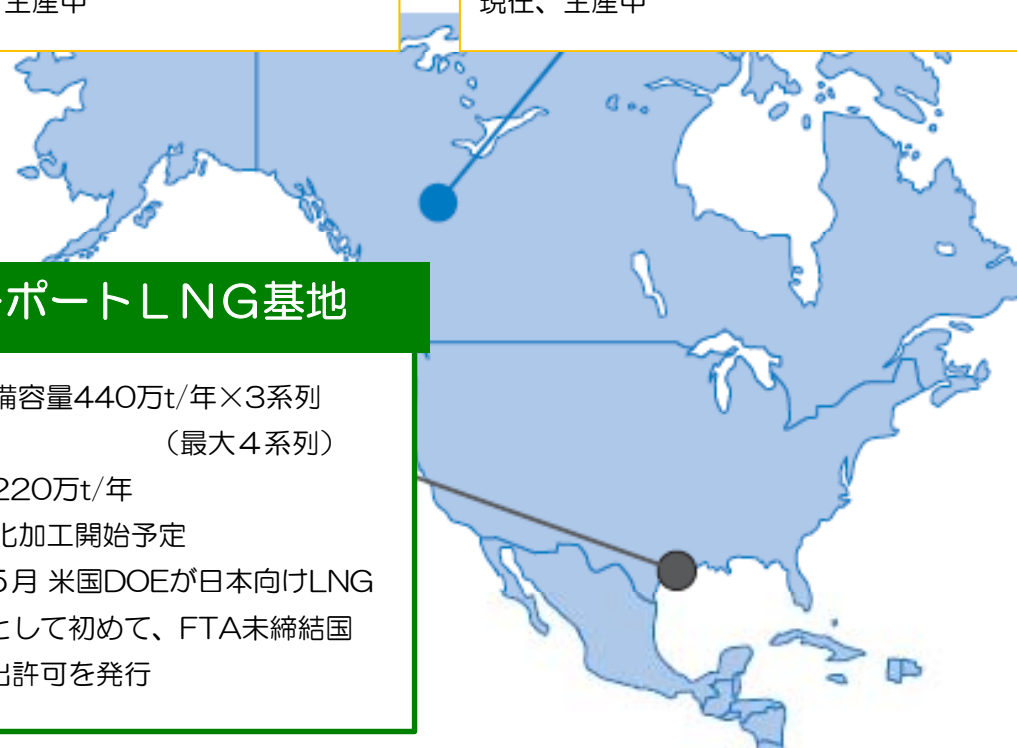 生産中
現在、生産中
ポートLNG基地
備容量440万t/年×3系列
(最大4系列)
220万t/年
化加工開始予定
5月 米国DOEが日本向けLNG
として初めて、FTA未締結国
出許可を発行